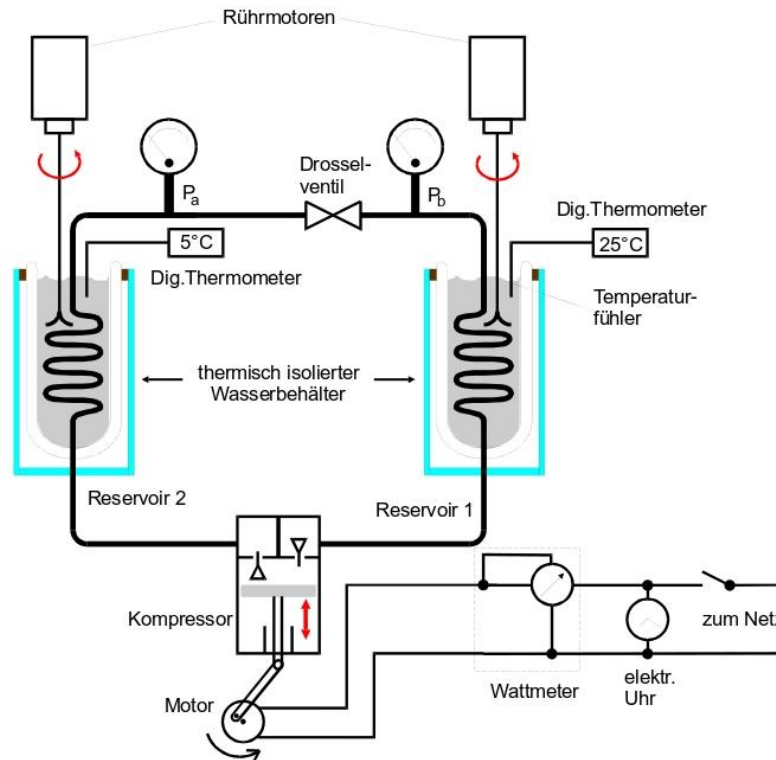 Rührmotoren
Drossel-
ventil
Pa
Pb
Dig.Thermometer
5°C
25°C
Dig.Thermometer
Temperatur-
fühler
thermisch isolierter
Wasserbehälter
Reservoir 2
Reservoir 1
Kompressor
zum Netz
Motor
Wattmeter
elektr.
Uhr